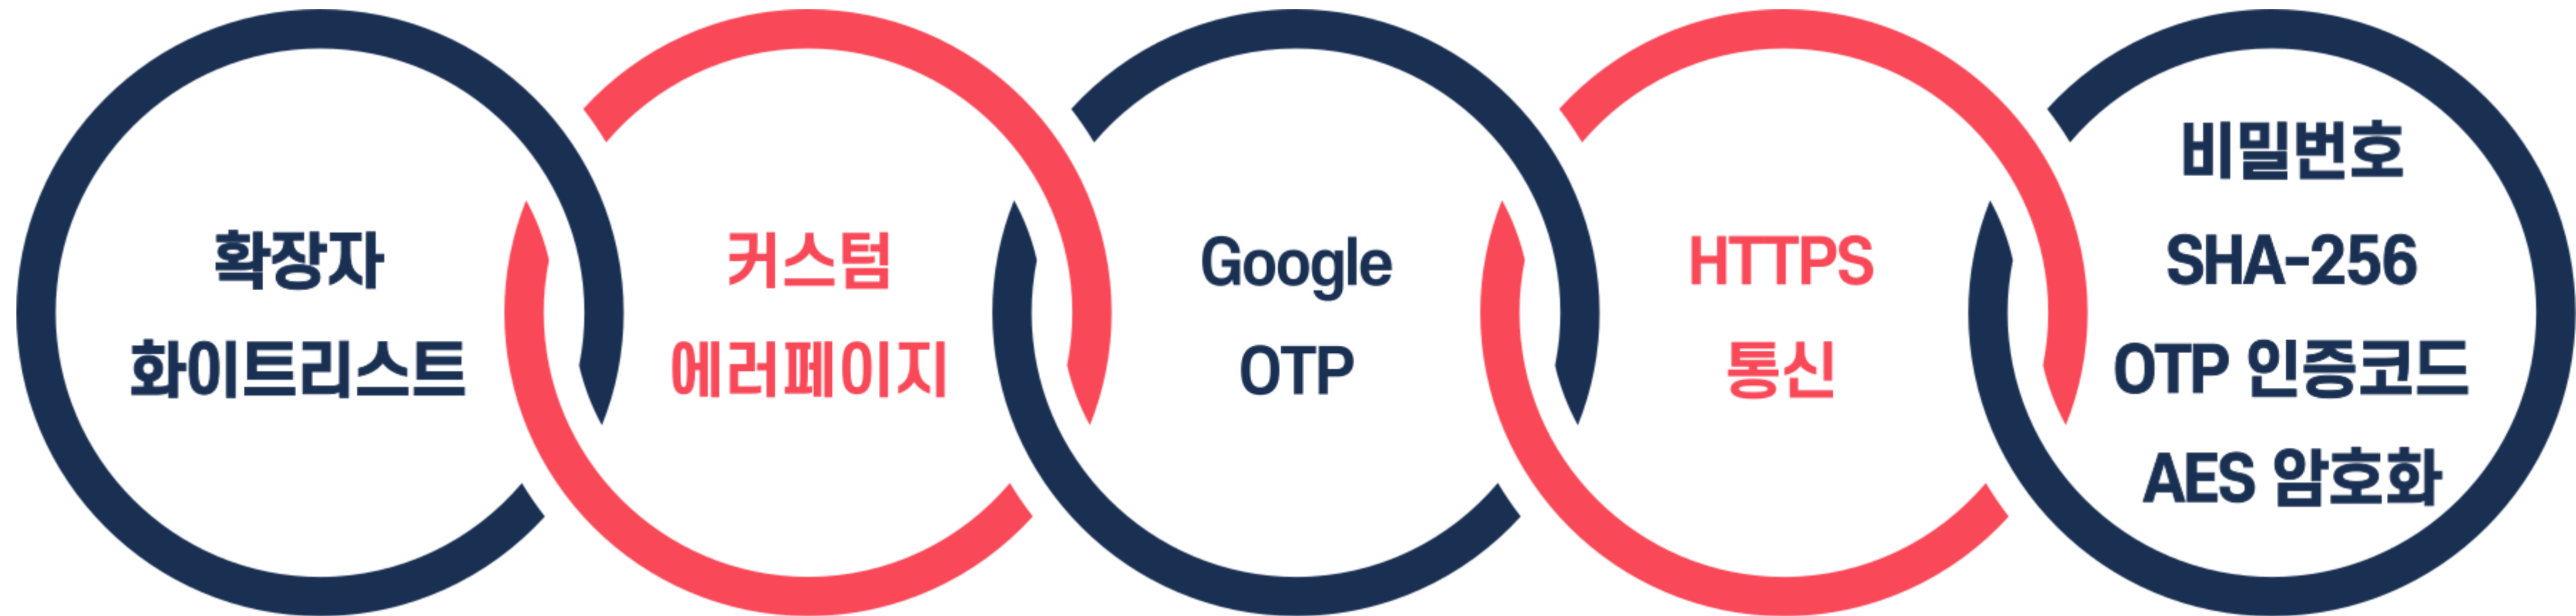 확장자
화이트리스트
커스텀
에러페이지
Google
OTP
HTTPS
통신
비밀번호
SHA-256
OTP 인증코드
AES 암호화